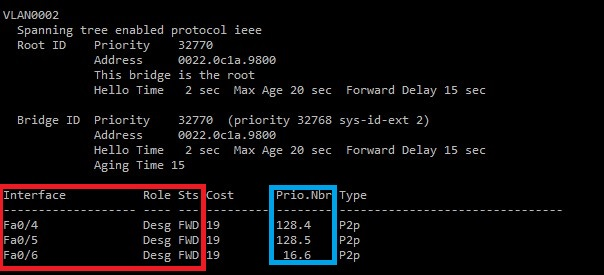 VLAN0002
Spanning tree enabled protocol ieee
Root ID Priority 32770
Address 0022.0c1a.9800
This bridge is the root
Hello Time 2 sec Max Age 20 sec Forward Delay 15 sec
Bridge ID Priority 32770 (priority 32768 sys-id-ext 2)
Address 0022.0c1a.9800
Hello Time 2 sec Max Age 20 sec Forward Delay 15 sec
Aging Time 15
Interface Role Sts Cost Prio.Nbr Type
------------------- ---- --- --------- -------- --------------------------------
Fa0/4 Desg FWD 19 128.4 P2p
Fa0/5 Desg FWD 19 128.5 P2p
Fa0/6 Desg FWD 19 16.6 P2p